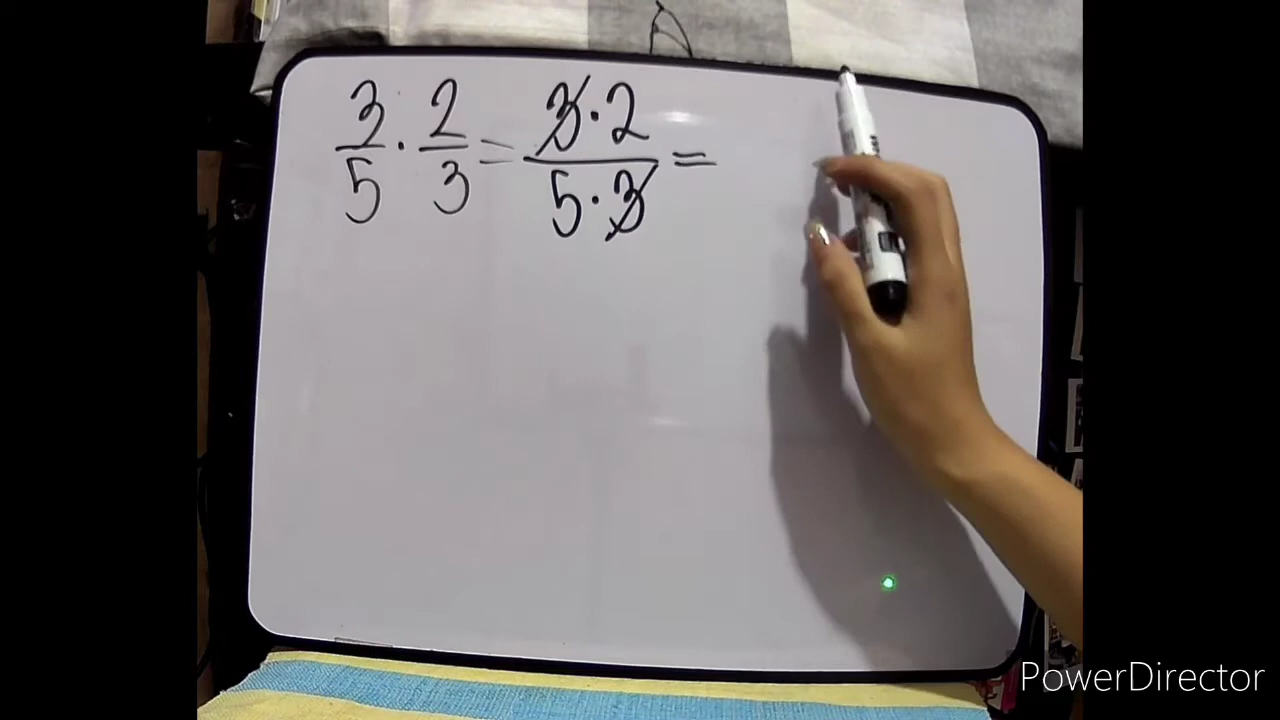 3/5 · 2/3 = 3 · 2 / 5 · 3 =
PowerDirector